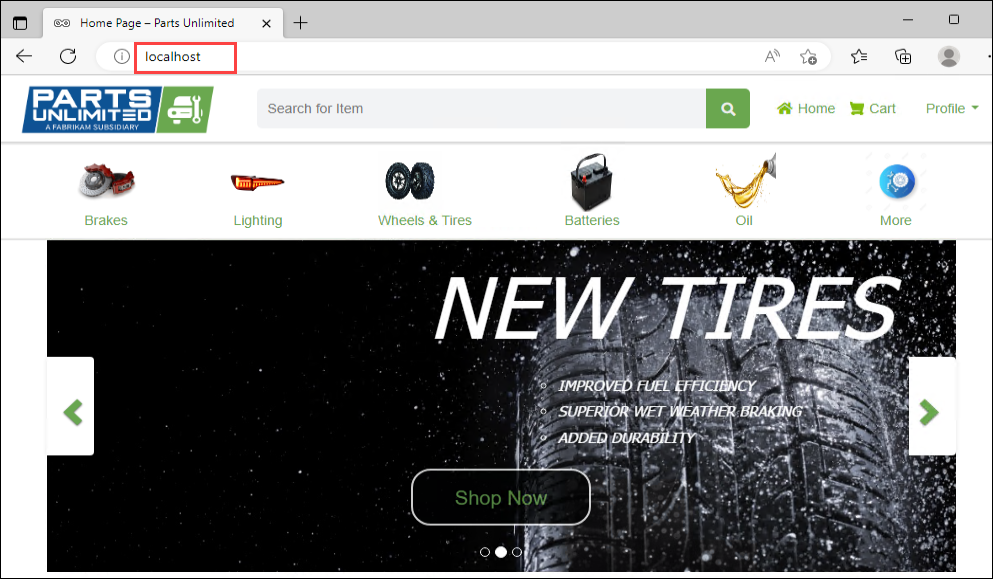 Home Page – Parts Unlimited
localhost
PARTS
UNLIMITED
A FABRIKAM SUBSIDIARY
Search for Item
Home
Cart
Profile
Brakes
Lighting
Wheels & Tires
Batteries
Oil
More
NEW TIRES
IMPROVED FUEL EFFICIENCY
SUPERIOR WET WEATHER BRAKING
ADDED DURABILITY
Shop Now